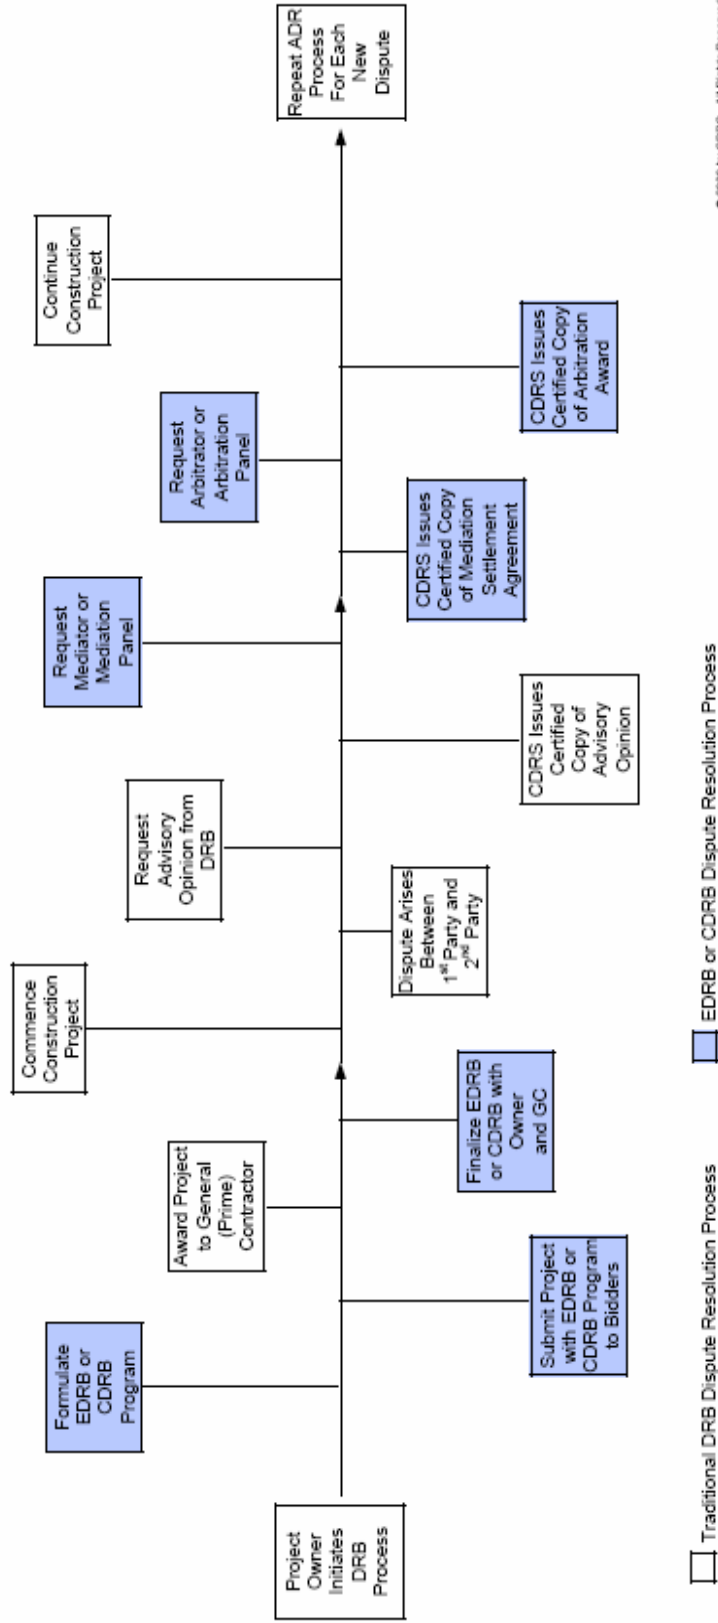 Project
Owner
Initiates
DRB
Process
Formulate
EDRB or
CDRB
Program
Submit Project
with EDRB or
CDRB Program
to Bidders
Award Project
to General
(Prime)
Contractor
Finalize EDRB
or CDRB with
Owner
and GC
Commence
Construction
Project
Dispute Arises
Between
1st Party and
2nd Party
Request
Advisory
Opinion from
DRB
CDRS Issues
Certified
Copy of
Advisory
Opinion
Request
Mediator or
Mediation
Panel
CDRS Issues
Certified Copy
of Mediation
Settlement
Agreement
Request
Arbitrator or
Arbitration
Panel
CDRS Issues
Certified Copy
of Arbitration
Award
Continue
Construction
Project
Repeat ADR
Process
For Each
New
Dispute
Traditional DRB Dispute Resolution Process
EDRB or CDRB Dispute Resolution Process